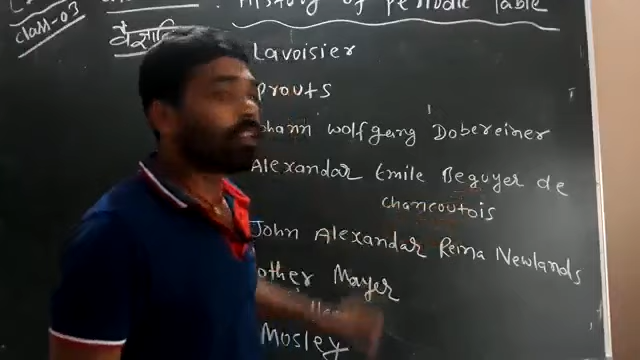 class-03
History of Periodic Table
Lavoisier
Prouts
Johann wolfgang Dobereiner
Alexandar Emile Beguyer de
chancoutois
John Alexandar Reina Newlands
other Mayer
Mosley